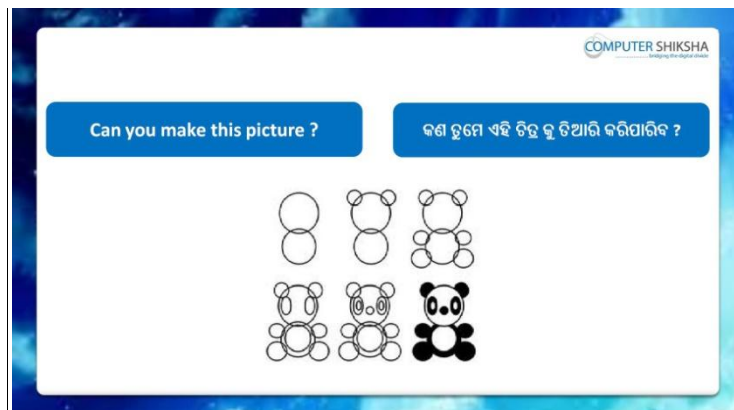 COMPUTER SHIKSHA
bridging the digital divide
Can you make this picture ?
କଣ ତୁମେ ଏହି ଚିତ୍ର କୁ ତିଆରି କରିପାରିବ ?